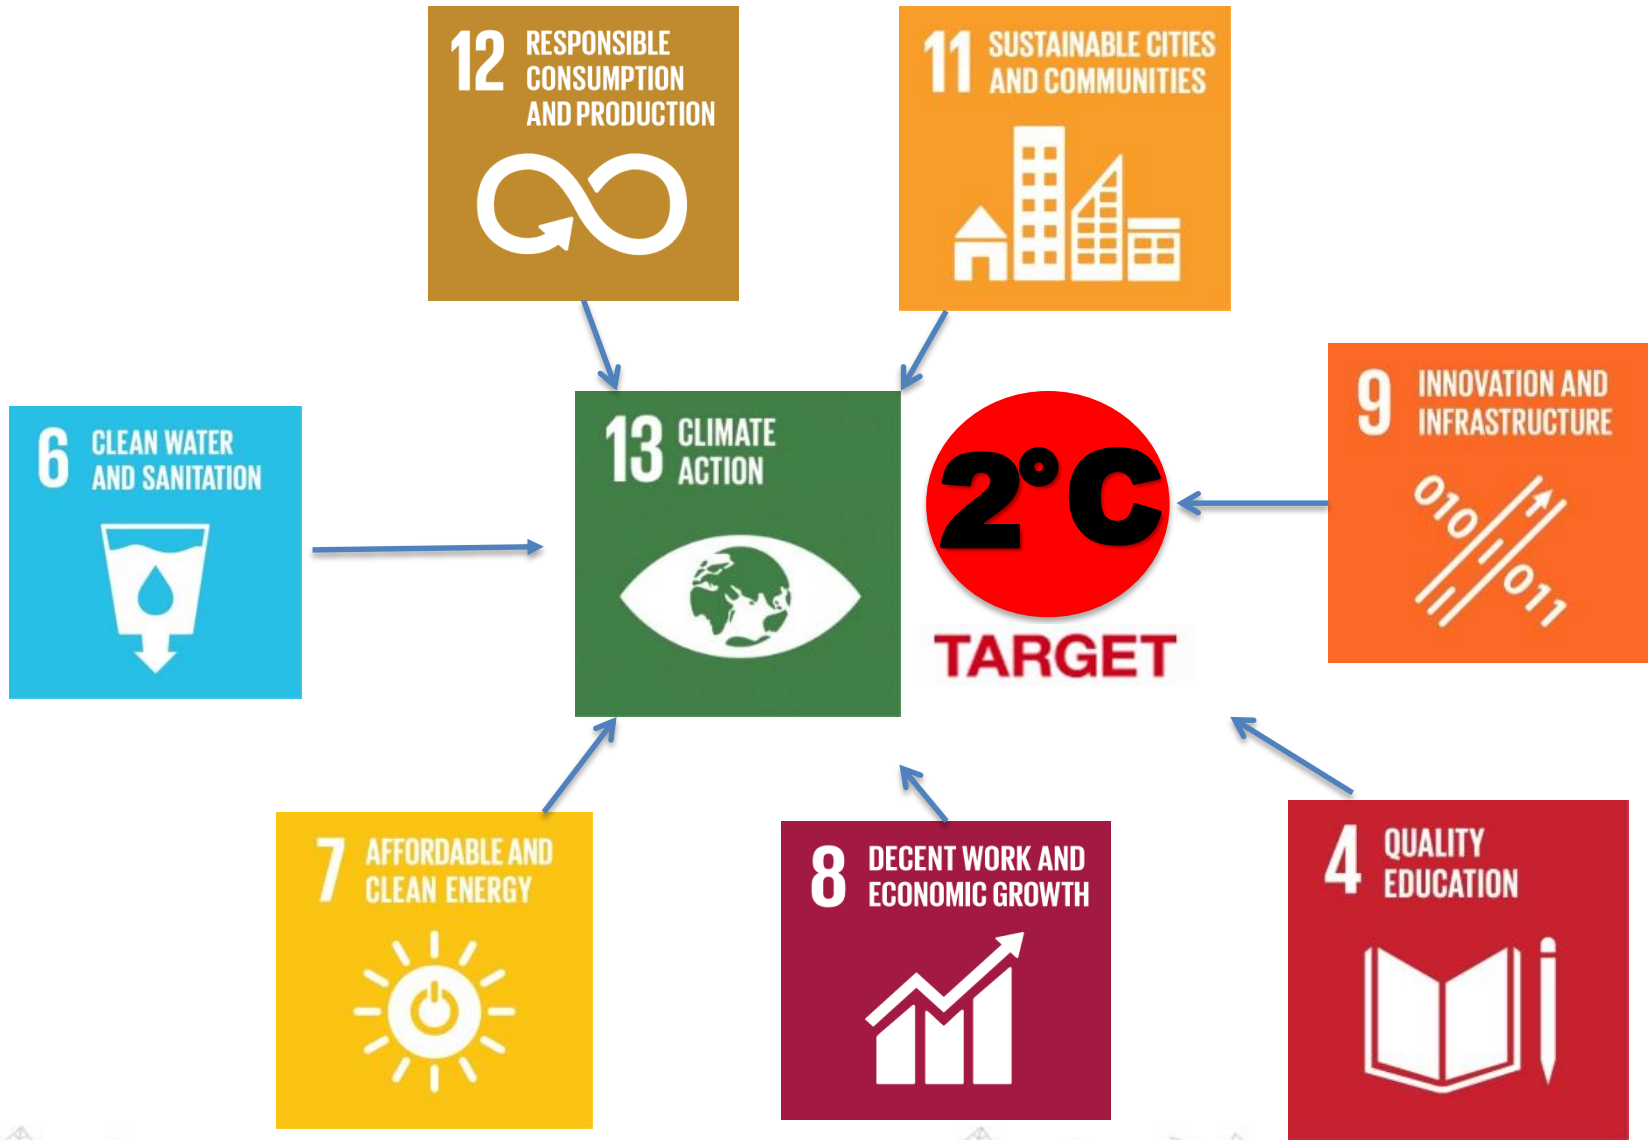 12 RESPONSIBLE
CONSUMPTION
AND PRODUCTION
11 SUSTAINABLE CITIES
AND COMMUNITIES
6 CLEAN WATER
AND SANITATION
13 CLIMATE
ACTION
2°C
TARGET
9 INNOVATION AND
INFRASTRUCTURE
010
011
7 AFFORDABLE AND
CLEAN ENERGY
8 DECENT WORK AND
ECONOMIC GROWTH
4 QUALITY
EDUCATION